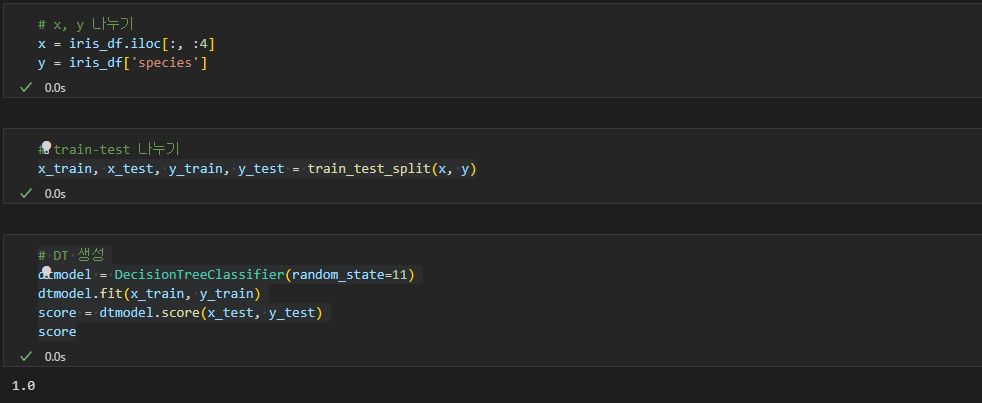 # x, y 나누기
x = iris_df.iloc[:, :4]
y = iris_df['species']
0.0s
# train-test 나누기
x_train, x_test, y_train, y_test = train_test_split(x, y)
0.0s
# DT 생성
dtmodel = DecisionTreeClassifier(random_state=11)
dtmodel.fit(x_train, y_train)
score = dtmodel.score(x_test, y_test)
score
0.0s
1.0